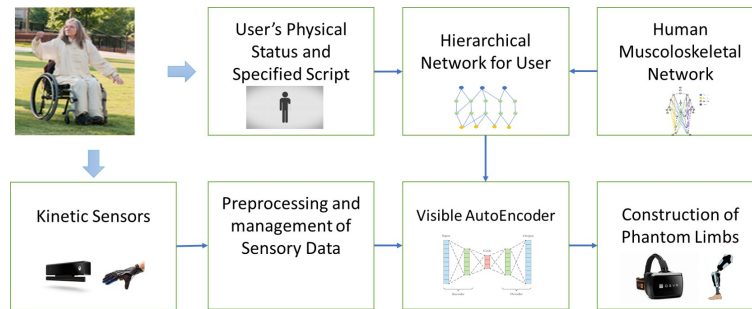 User's Physical
Status and
Specified Script
Hierarchical
Network for User
Human
Muscoloskeletal
Network
Kinetic Sensors
Preprocessing and
management of
Sensory Data
Visible AutoEncoder
Construction of
Phantom Limbs